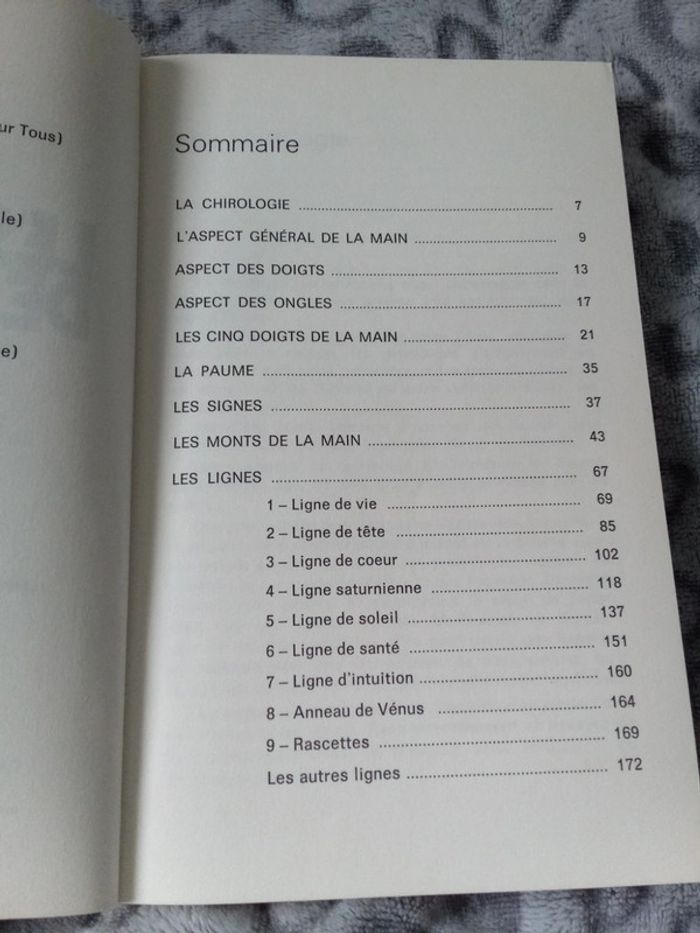 ur Tous)
le)
e)
Sommaire
LA CHIROLOGIE ........ 7
L'ASPECT GÉNÉRAL DE LA MAIN ........ 9
ASPECT DES DOIGTS ........ 13
ASPECT DES ONGLES ........ 17
LES CINQ DOIGTS DE LA MAIN ........ 21
LA PAUME ........ 35
LES SIGNES ........ 37
LES MONTS DE LA MAIN ........ 43
LES LIGNES ........ 67
1 – Ligne de vie ........ 69
2 – Ligne de tête ........ 85
3 – Ligne de coeur ........ 102
4 – Ligne saturnienne ........ 118
5 – Ligne de soleil ........ 137
6 – Ligne de santé ........ 151
7 – Ligne d'intuition ........ 160
8 – Anneau de Vénus ........ 164
9 – Rascettes ........ 169
Les autres lignes ........ 172